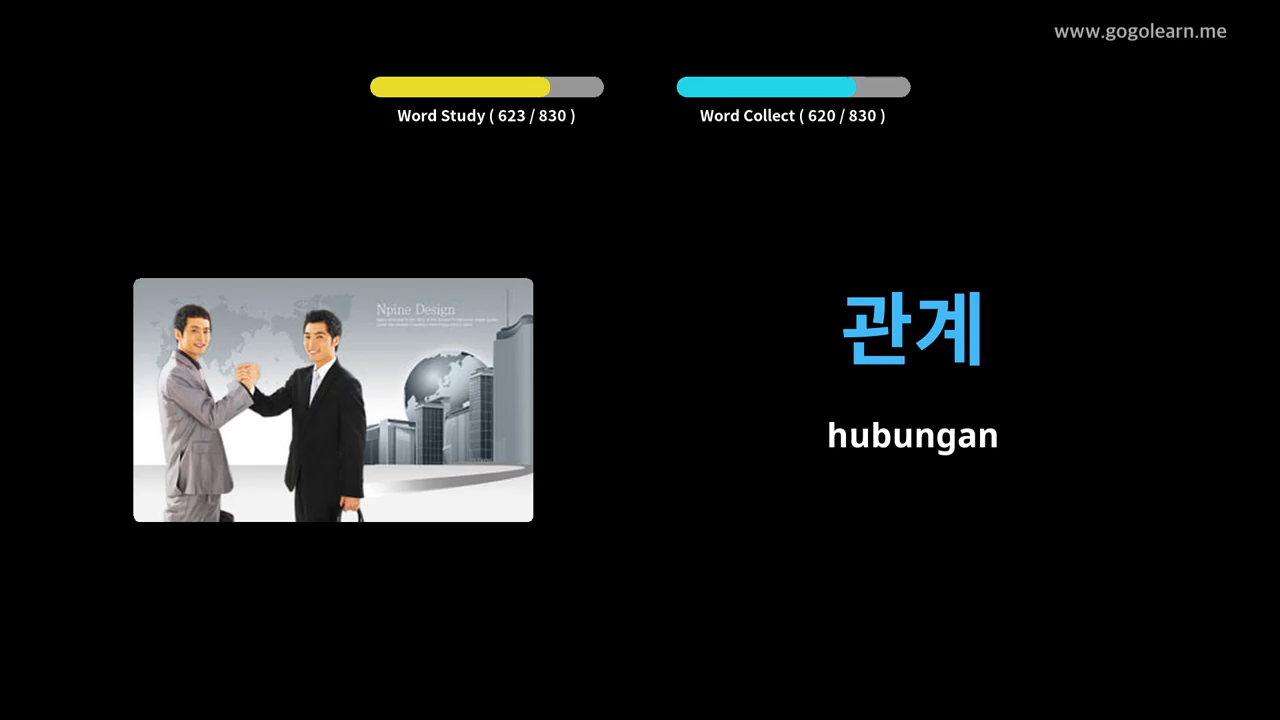 www.gogolearn.me
Word Study ( 623 / 830 )
Word Collect ( 620 / 830 )
Npine Design
관계
hubungan